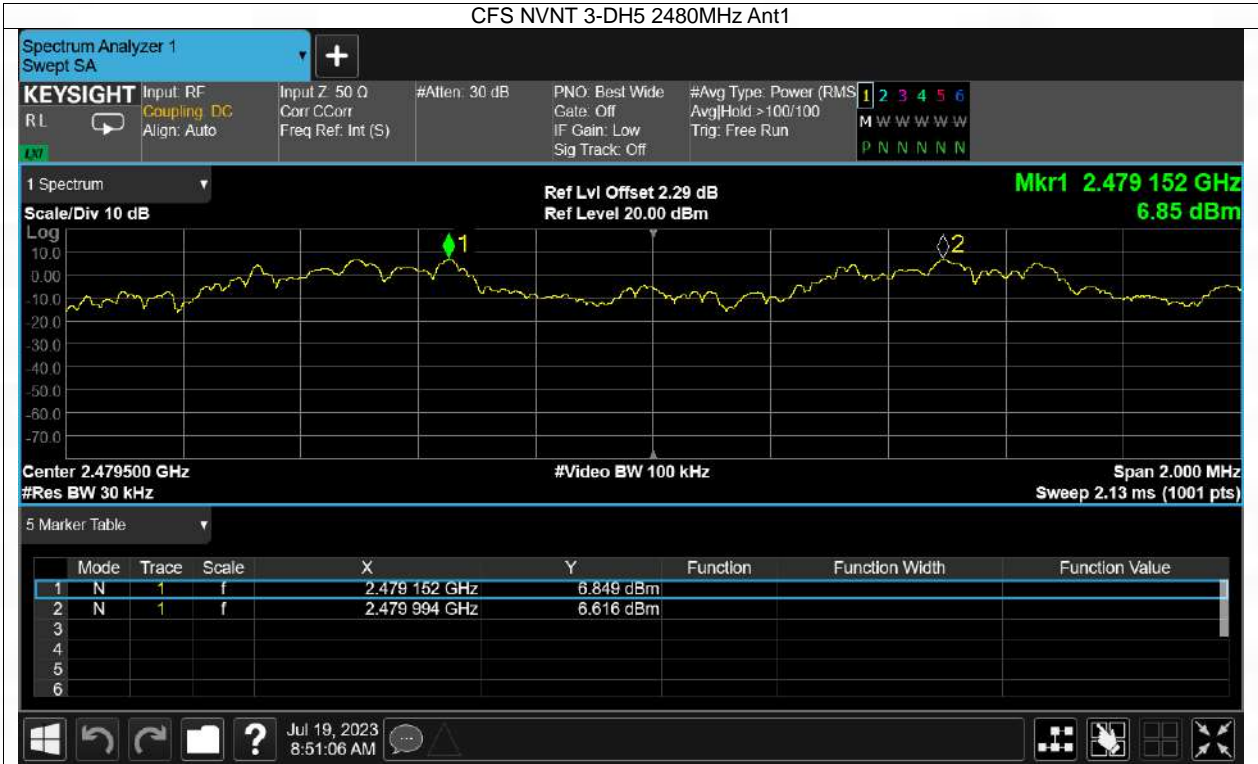 CFS NVNT 3-DH5 2480MHz Ant1
Spectrum Analyzer 1
Swept SA
KEYSIGHT Input: RF Input Z: 50 Ω #Atten: 30 dB PNO: Best Wide #Avg Type: Power (RMS 1 2 3 4 5 6
RL Coupling: DC Corr CCorr Gate: Off Avg|Hold:>100/100 M W W W W W
Align: Auto Freq Ref: Int (S) IF Gain: Low Trig: Free Run
LXI Sig Track: Off P N N N N N
1 Spectrum Ref Lvl Offset 2.29 dB Mkr1 2.479 152 GHz
Scale/Div 10 dB Ref Level 20.00 dBm 6.85 dBm
Log
1 2
10.0
0.00
-10.0
-20.0
-30.0
-40.0
-50.0
-60.0
-70.0
Center 2.479500 GHz #Video BW 100 kHz Span 2.000 MHz
#Res BW 30 kHz Sweep 2.13 ms (1001 pts)
5 Marker Table
Mode Trace Scale X Y Function Function Width Function Value
1 N 1 f 2.479 152 GHz 6.849 dBm
2 N 1 f 2.479 994 GHz 6.616 dBm
3
4
5
6
? Jul 19, 2023
8:51:06 AM